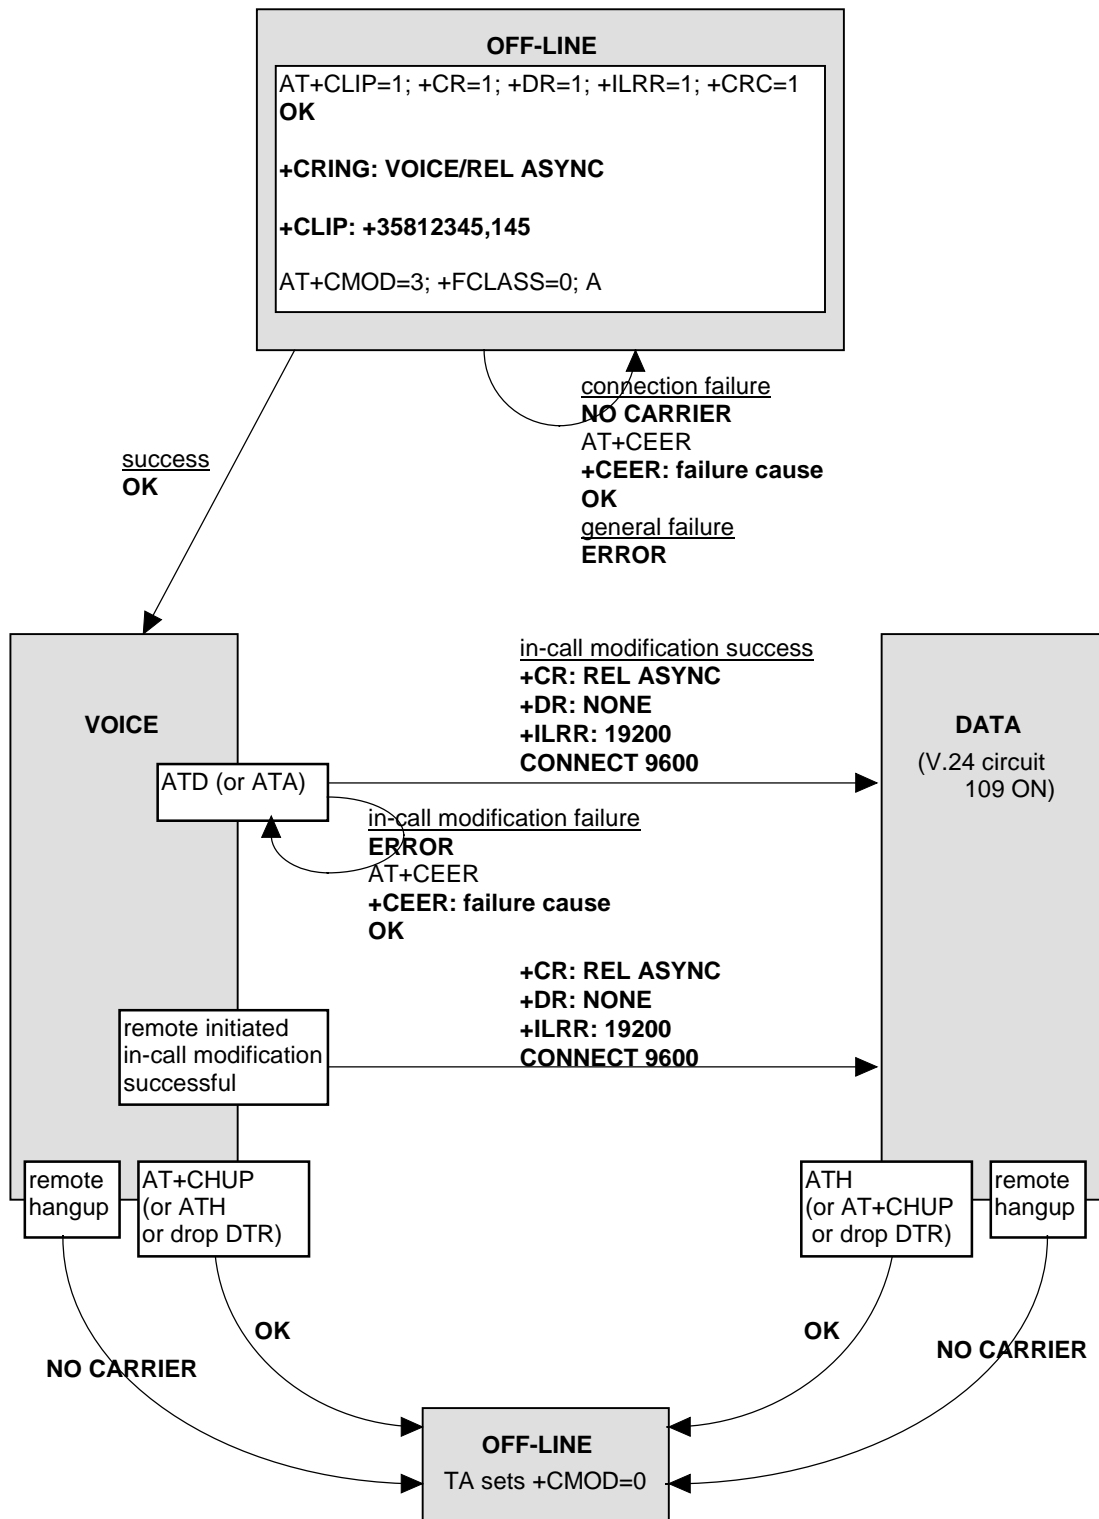 OFF-LINE
AT+CLIP=1; +CR=1; +DR=1; +ILRR=1; +CRC=1
OK
+CRING: VOICE/REL ASYNC
+CLIP: +35812345,145
AT+CMOD=3; +FCLASS=0; A
connection failure
NO CARRIER
AT+CEER
+CEER: failure cause
OK
general failure
ERROR
success
OK
in-call modification success
+CR: REL ASYNC
+DR: NONE
+ILRR: 19200
CONNECT 9600
VOICE
DATA
(V.24 circuit
109 ON)
ATD (or ATA)
in-call modification failure
ERROR
AT+CEER
+CEER: failure cause
OK
+CR: REL ASYNC
+DR: NONE
+ILRR: 19200
CONNECT 9600
remote initiated
in-call modification
successful
remote
hangup
AT+CHUP
(or ATH
or drop DTR)
ATH
(or AT+CHUP
or drop DTR)
remote
hangup
OK
NO CARRIER
OK
NO CARRIER
OFF-LINE
TA sets +CMOD=0